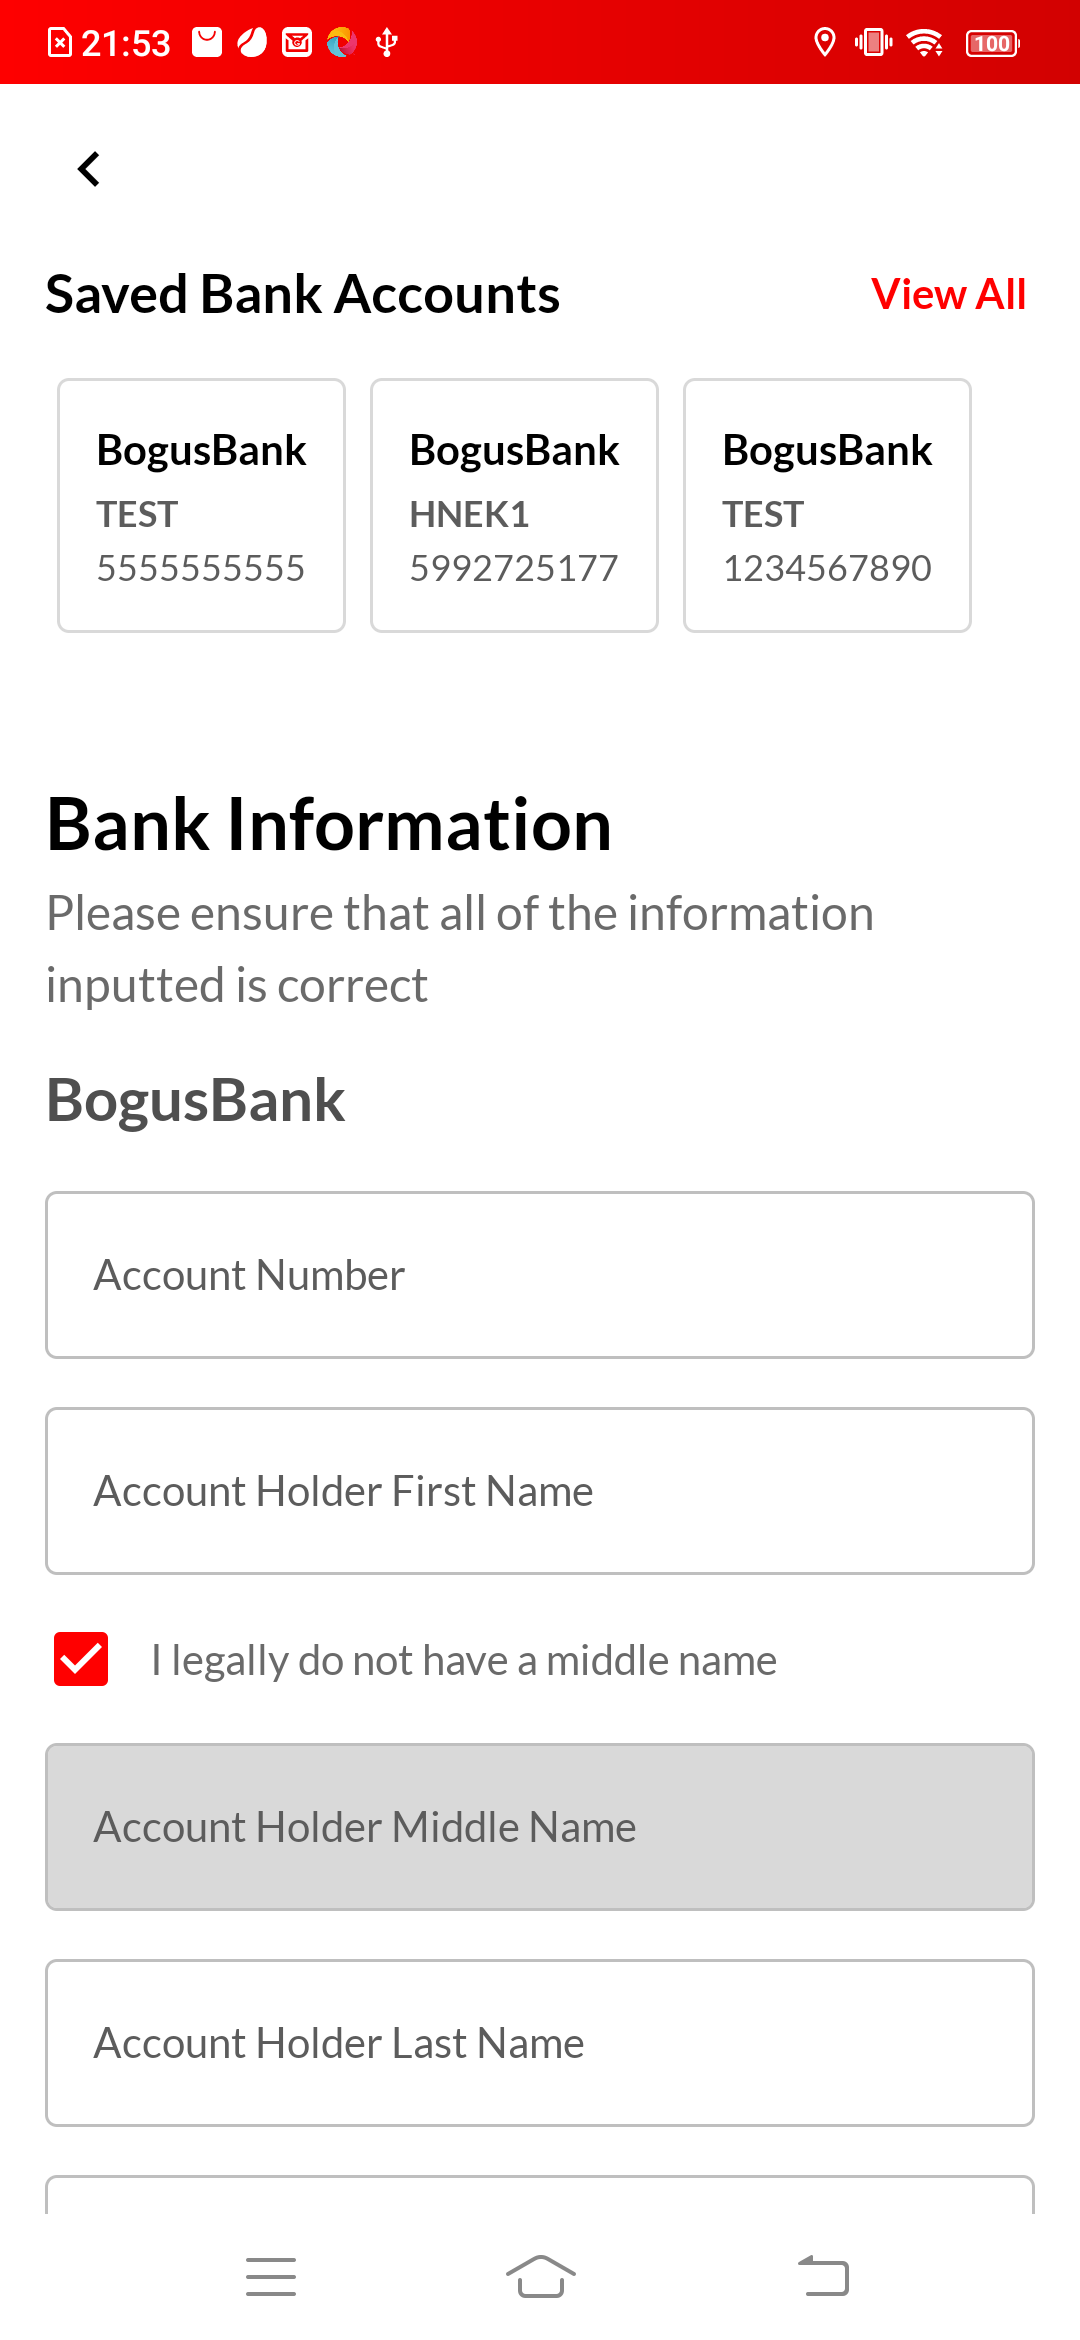 21:53
100
Saved Bank Accounts
View All
BogusBank
TEST
5555555555
BogusBank
HNEK1
5992725177
BogusBank
TEST
1234567890
Bank Information
Please ensure that all of the information
inputted is correct
BogusBank
Account Number
Account Holder First Name
I legally do not have a middle name
Account Holder Middle Name
Account Holder Last Name